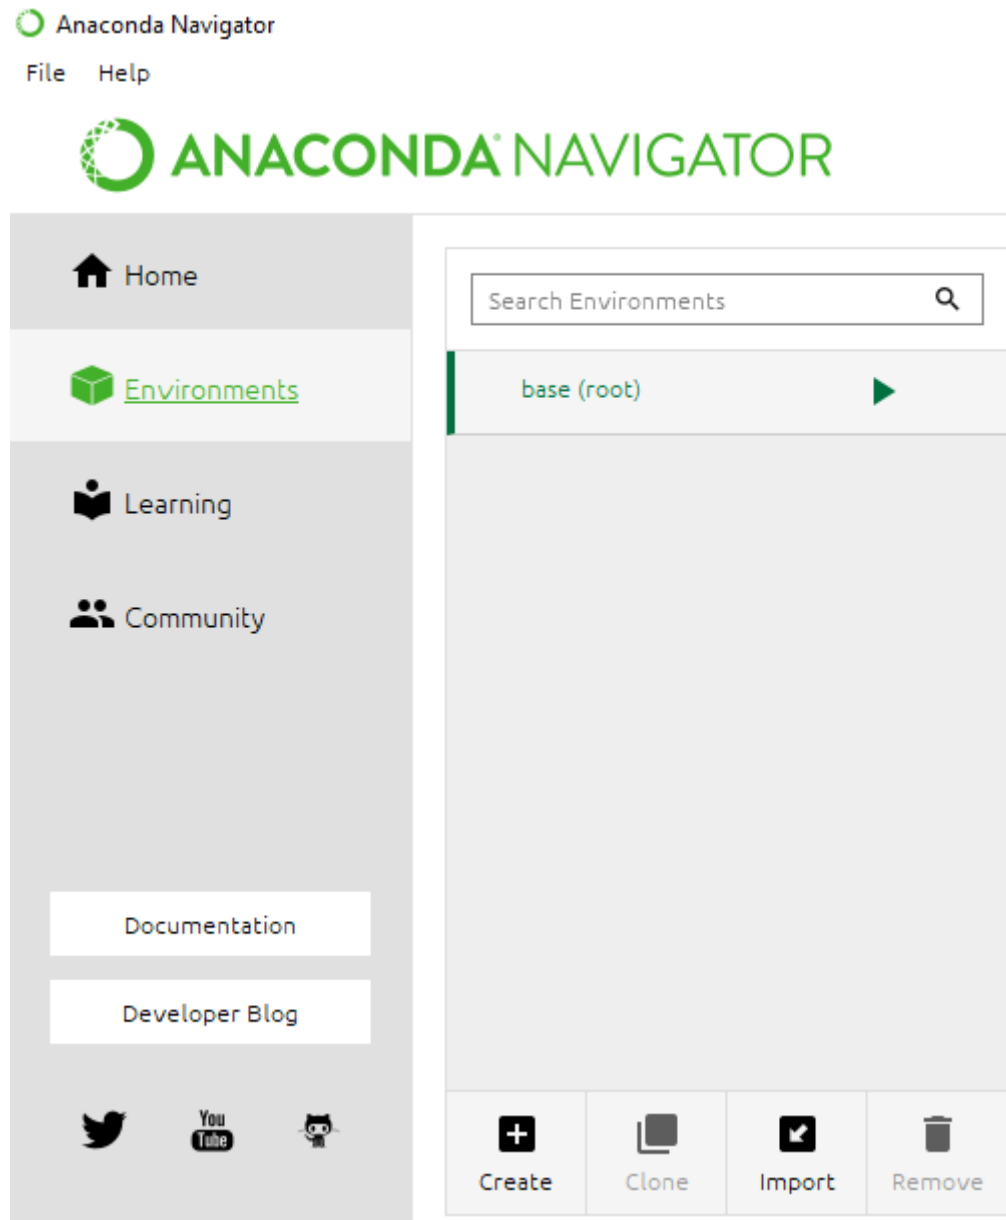 Anaconda Navigator
File Help
ANACONDA® NAVIGATOR
Home
Environments
Learning
Community
Documentation
Developer Blog
You
Tube
Search Environments
base (root)
Create Clone Import Remove